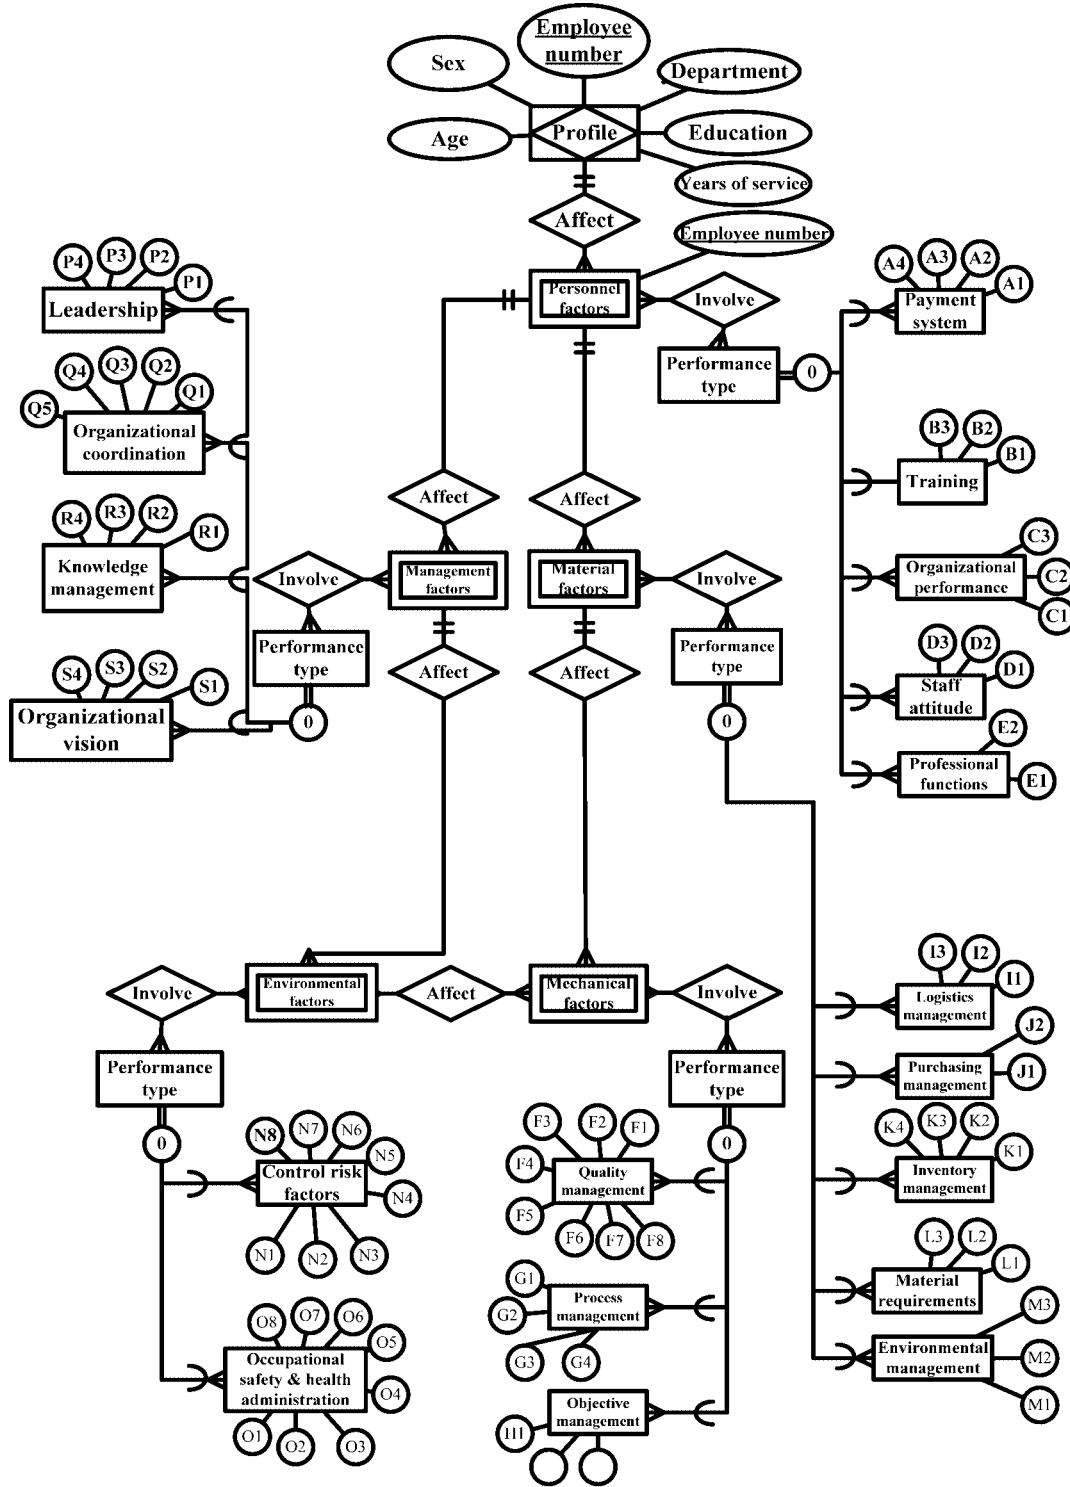 Employee
number
Sex
Department
Age
Profile
Education
Years of service
Affect
Employee number
Personnel
factors
Involve
Performance
type
0
P4
P3
P2
P1
Leadership
Q5
Q4
Q3
Q2
Q1
Organizational
coordination
R4
R3
R2
R1
Knowledge
management
S4
S3
S2
S1
Organizational
vision
A4
A3
A2
A1
Payment
system
B3
B2
B1
Training
C3
C2
C1
Organizational
performance
D3
D2
D1
Staff
attitude
E2
E1
Professional
functions
Affect
Affect
Involve
Management
factors
Material
factors
Involve
Performance
type
0
Performance
type
0
Affect
Affect
Involve
Environmental
factors
Affect
Mechanical
factors
Involve
Performance
type
0
Performance
type
0
I3
I2
I1
Logistics
management
J2
J1
Purchasing
management
K4
K3
K2
K1
Inventory
management
L3
L2
L1
Material
requirements
M3
M2
M1
Environmental
management
N8
N7
N6
N5
N4
Control risk
factors
N1
N2
N3
O8
O7
O6
O5
O4
Occupational
safety & health
administration
O1
O2
O3
F3
F2
F1
F4
Quality
management
F5
F6
F7
F8
G1
G2
Process
management
G3
G4
Objective
management
H1